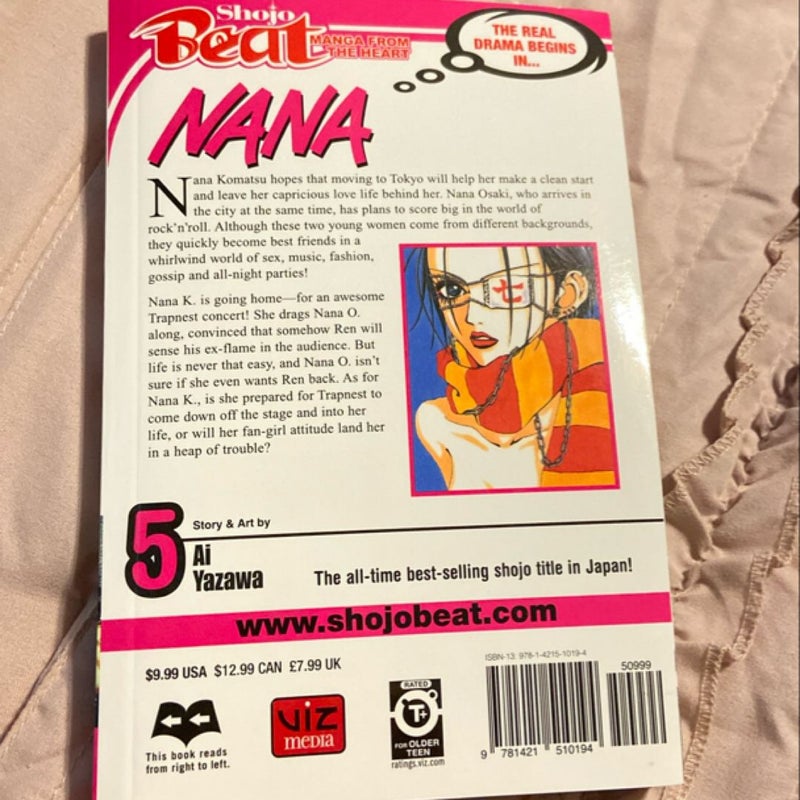 Shojo
Beat
MANGA FROM
THE HEART
THE REAL
DRAMA BEGINS
IN...
NANA
Nana Komatsu hopes that moving to Tokyo will help her make a clean start
and leave her capricious love life behind her. Nana Osaki, who arrives in
the city at the same time, has plans to score big in the world of
rock'n'roll. Although these two young women come from different backgrounds,
they quickly become best friends in a
whirlwind world of sex, music, fashion,
gossip and all-night parties!
Nana K. is going home—for an awesome
Trapnest concert! She drags Nana O.
along, convinced that somehow Ren will
sense his ex-flame in the audience. But
life is never that easy, and Nana O. isn't
sure if she even wants Ren back. As for
Nana K., is she prepared for Trapnest to
come down off the stage and into her
life, or will her fan-girl attitude land her
in a heap of trouble?
七
5
Story & Art by
Ai
Yazawa
The all-time best-selling shojo title in Japan!
www.shojobeat.com
$9.99 USA $12.99 CAN £7.99 UK
This book reads
from right to left.
viz
media
RATED
T+
FOR OLDER
TEEN
ratings.viz.com
ISBN-13: 978-1-4215-1019-4
50999
9 781421 510194